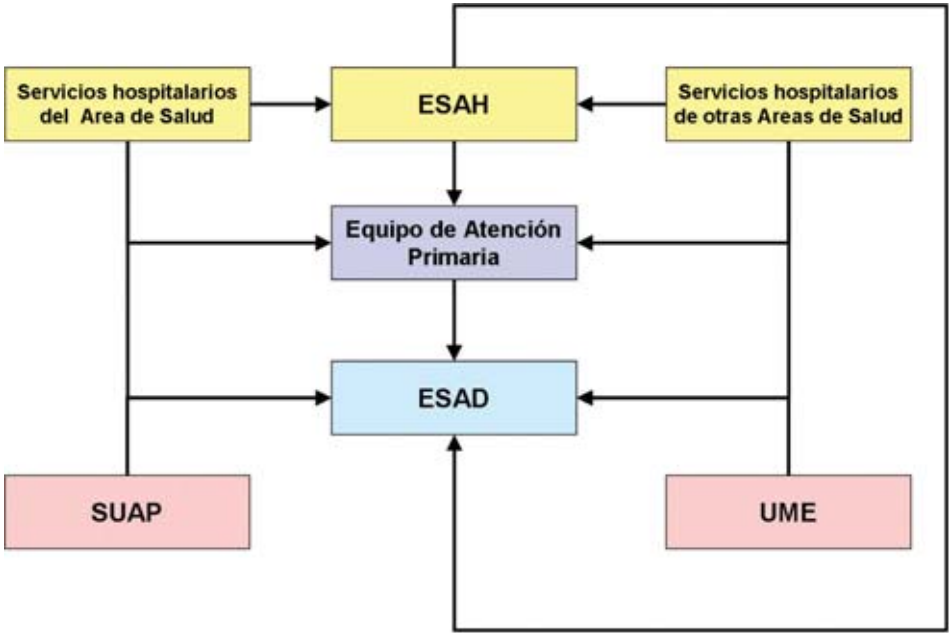 Servicios hospitalarios
del Area de Salud
ESAH
Servicios hospitalarios
de otras Areas de Salud
Equipo de Atención
Primaria
ESAD
SUAP
UME